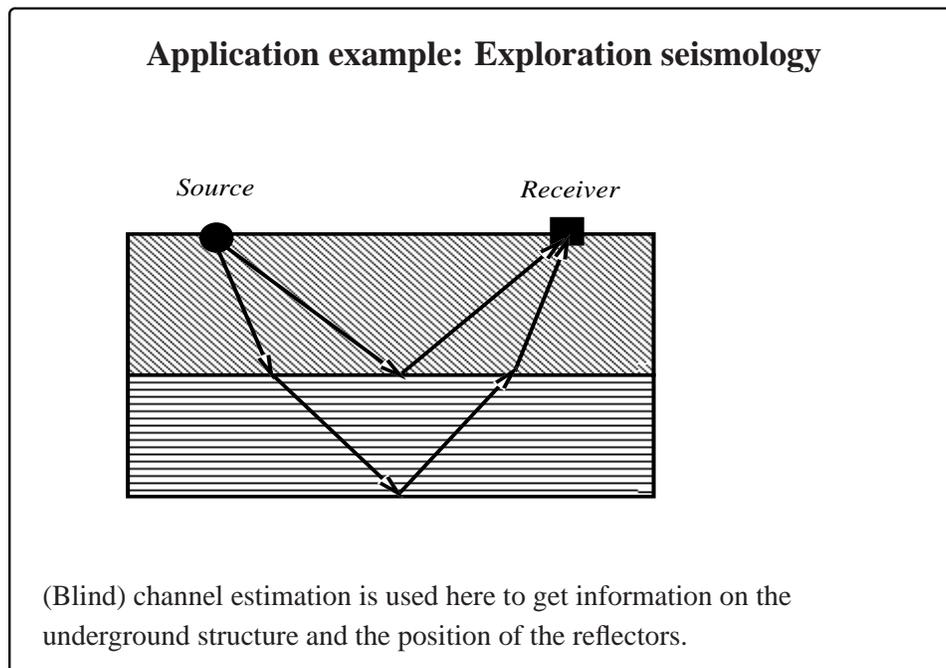 Application example: Exploration seismology
Source
Receiver
(Blind) channel estimation is used here to get information on the
underground structure and the position of the reflectors.